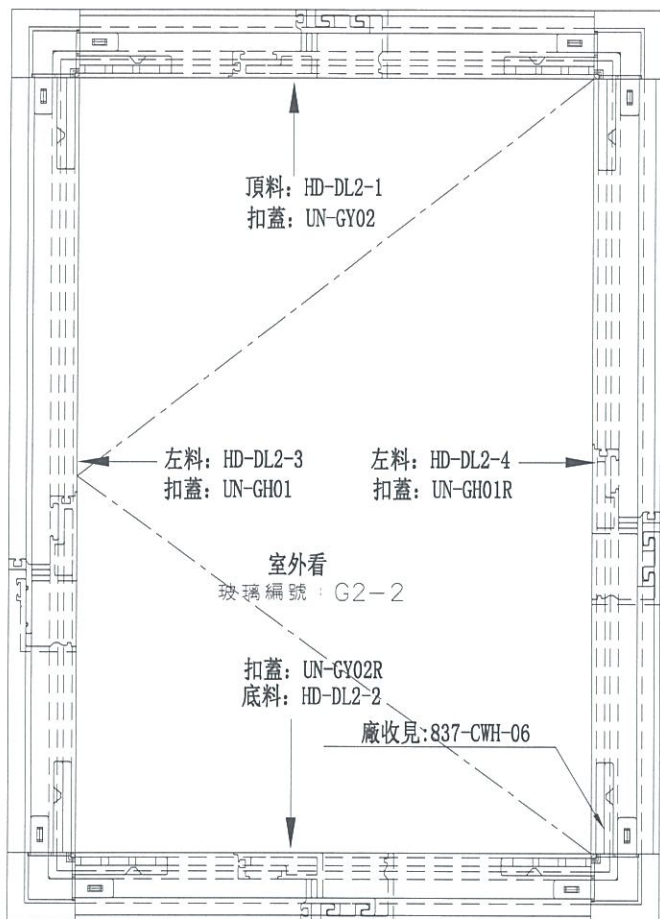 頂料: HD-DL2-1
扣蓋: UN-GY02
左料: HD-DL2-3
扣蓋: UN-GH01
左料: HD-DL2-4
扣蓋: UN-GH01R
室外看
玻璃編號 : G2-2
扣蓋: UN-GY02R
底料: HD-DL2-2
廠收見:837-CWH-06